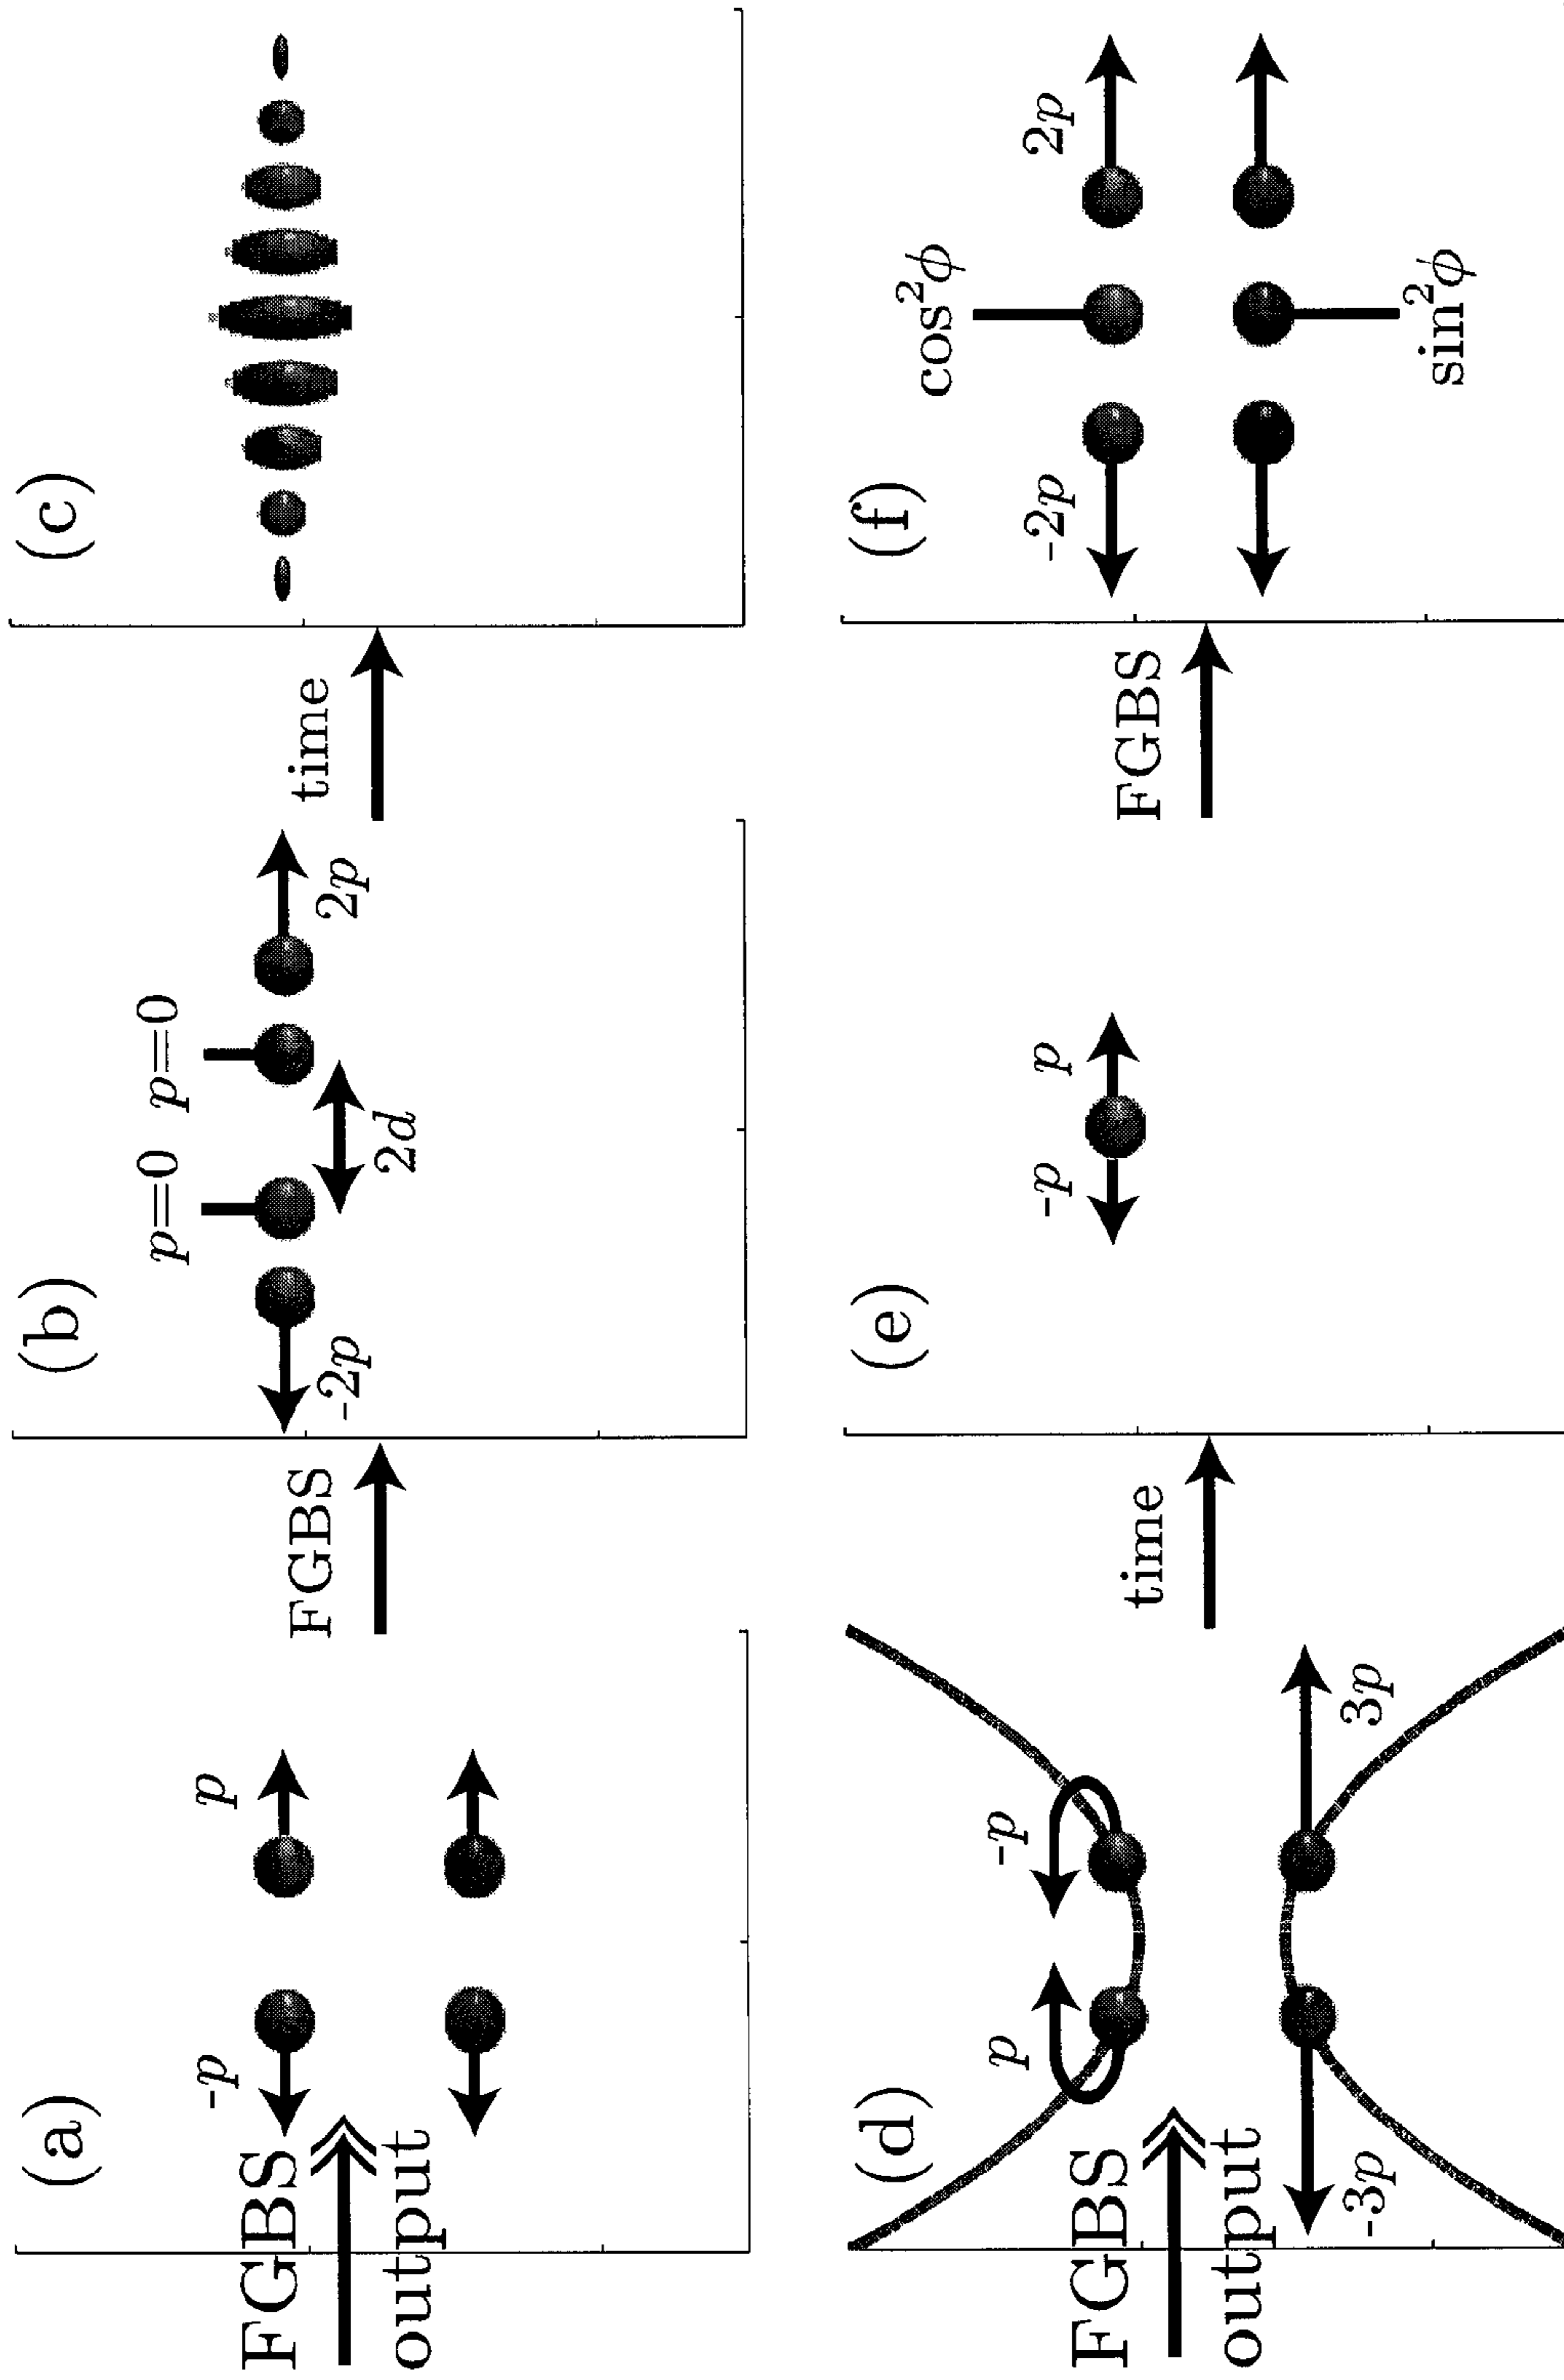 (a)
-p
p
FGBS
output
FGBS
(b)
p=0
p=0
-2p
2p
2d
time
(c)
(d)
p
-p
FGBS
output
-3p
3p
time
(e)
-p
p
FGBS
(f)
cos²ϕ
-2p
2p
sin²ϕ